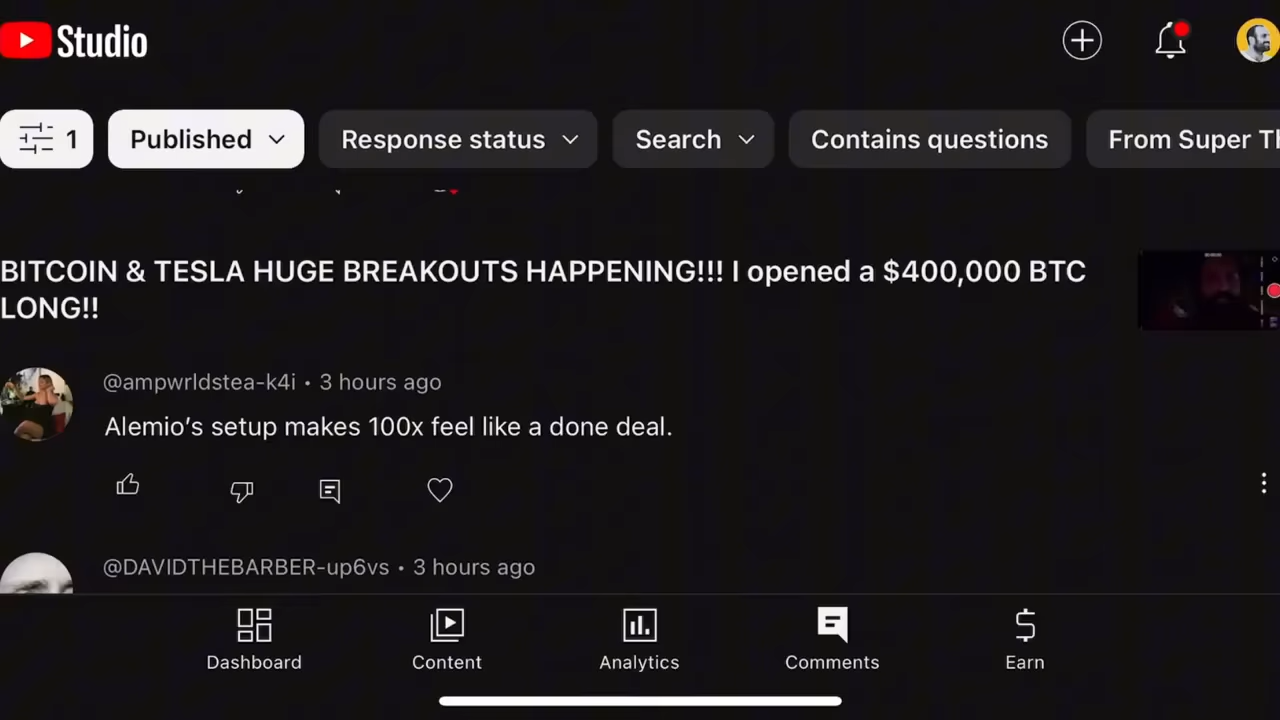 Studio
1
Published
Response status
Search
Contains questions
From Super
BITCOIN & TESLA HUGE BREAKOUTS HAPPENING!!! I opened a $400,000 BTC
LONG!!
@ampwrldstea-k4i • 3 hours ago
Alemio’s setup makes 100x feel like a done deal.
@DAVIDTHEBARBER-up6vs • 3 hours ago
Dashboard
Content
Analytics
Comments
Earn